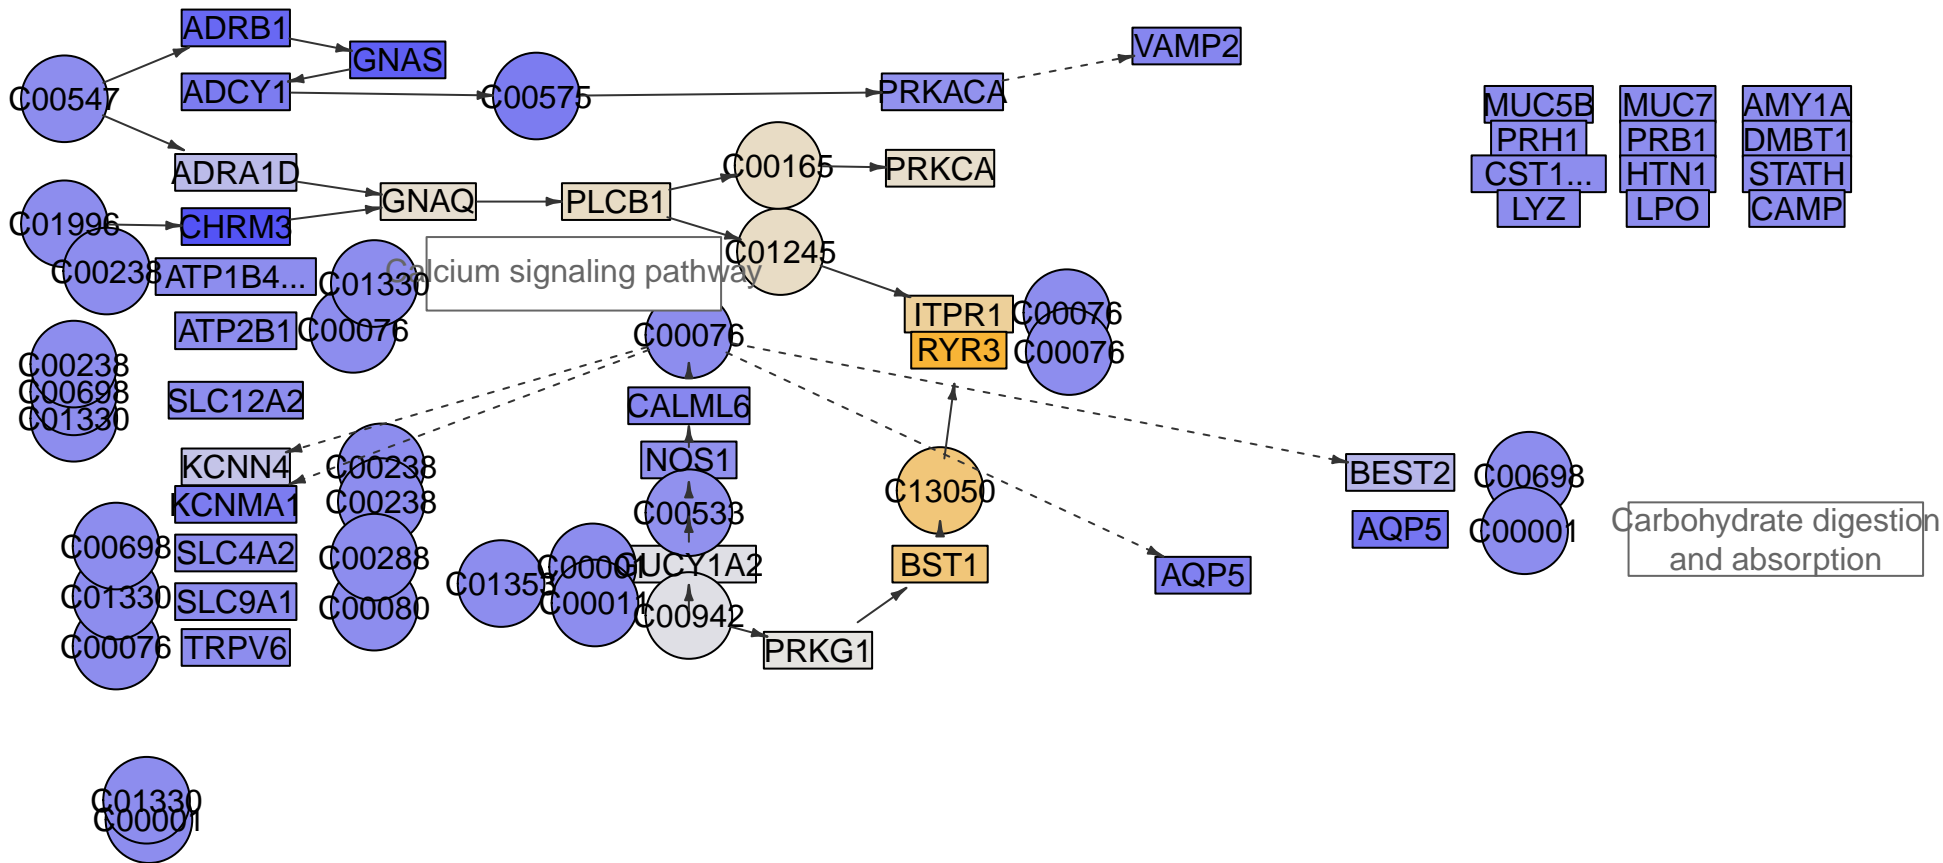 ADRB1
GNAS
VAMP2
C00547
ADCY1
C00575
PRKACA
MUC5B
MUC7
AMY1A
PRH1
PRB1
DMBT1
ADRA1D
C00165
PRKCA
CST1...
HTN1
STATH
GNAQ
PLCB1
LYZ
LPO
CAMP
C01996
CHRM3
C01245
C00238
ATP1B4...
C01330
Calcium signaling pathway
ATP2B1
C00076
C00076
ITPR1
C00076
RYR3
C00076
C00238
C00698
C01330
SLC12A2
CALML6
KCNN4
C00238
NOS1
C13050
BEST2
C00698
KCNMA1
C00238
C00533
AQP5
C00001
Carbohydrate digestion
and absorption
C00698
SLC4A2
C00288
C01353
C00001
GUCY1A2
BST1
AQP5
C01330
SLC9A1
C00080
C00011
C00942
C00076
TRPV6
PRKG1
C01330
C00001